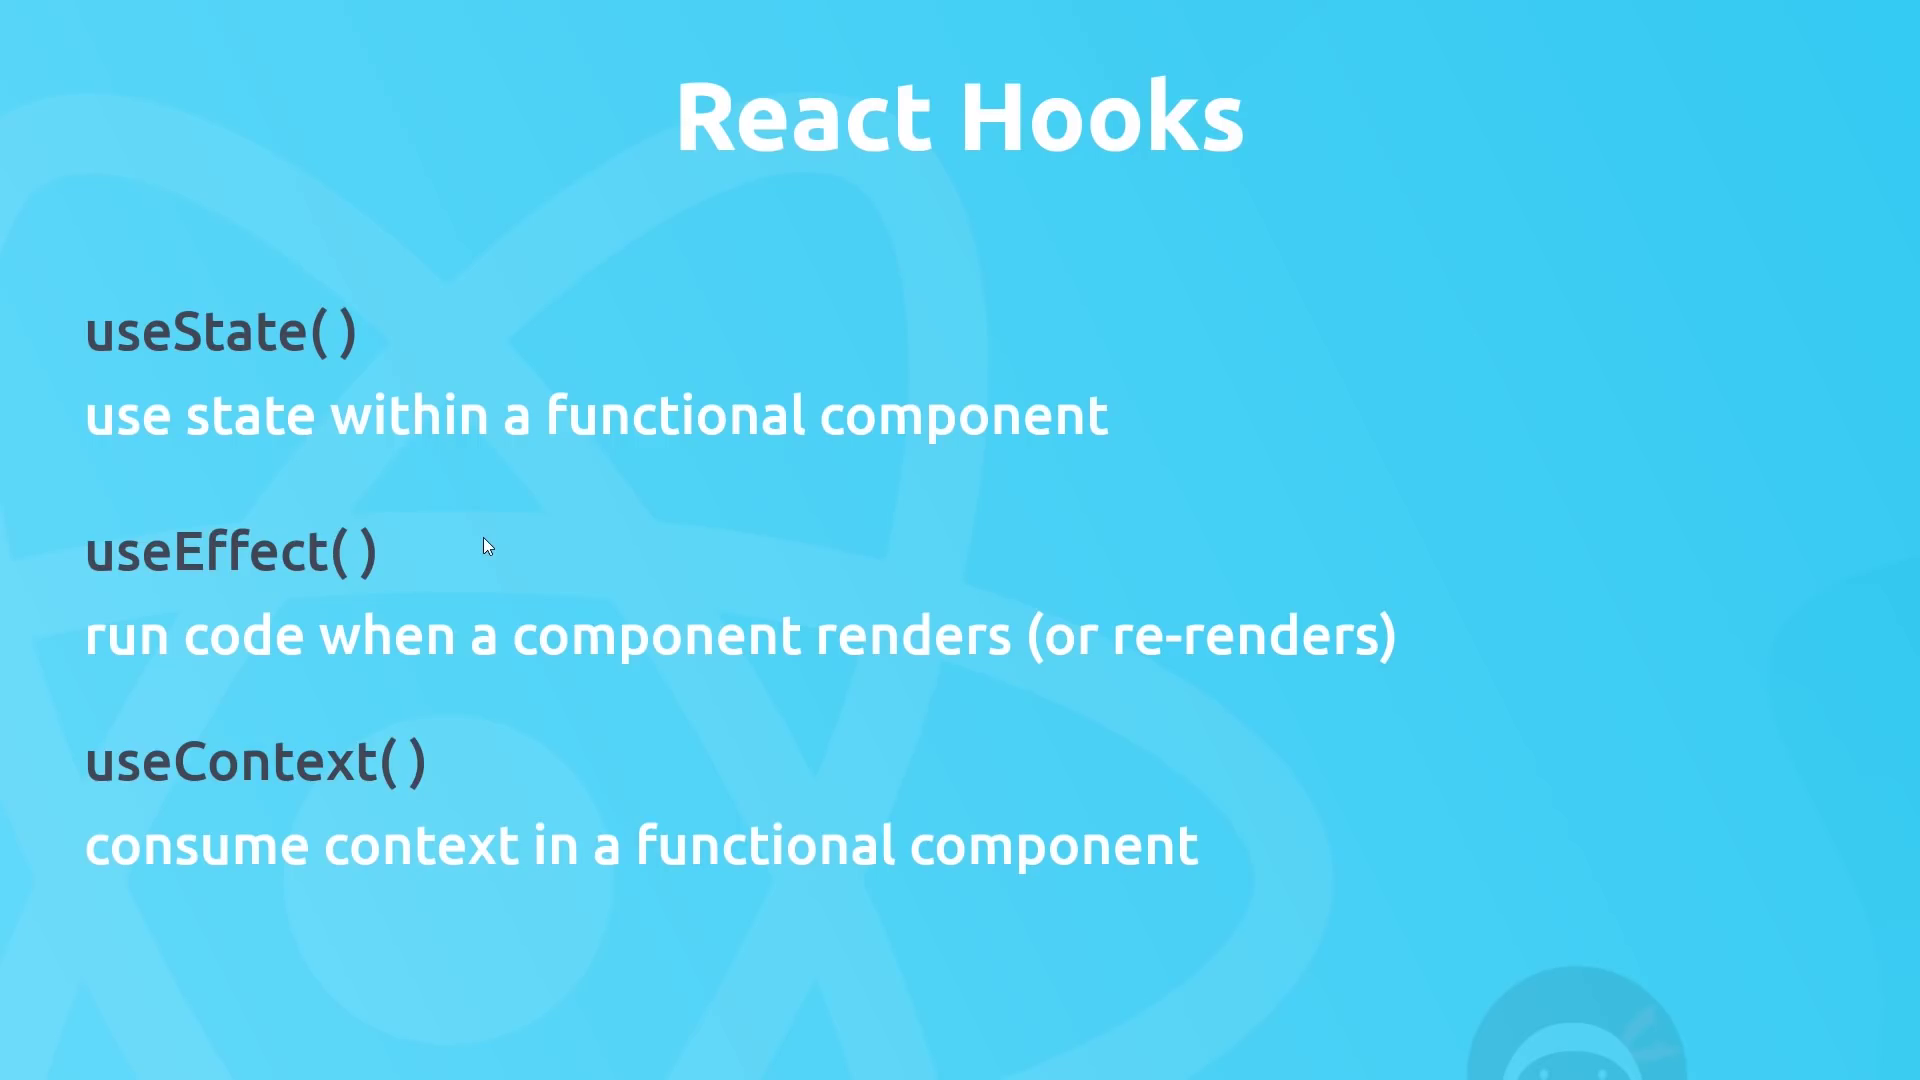 React Hooks
useState( )
use state within a functional component
useEffect( )
run code when a component renders (or re-renders)
useContext( )
consume context in a functional component